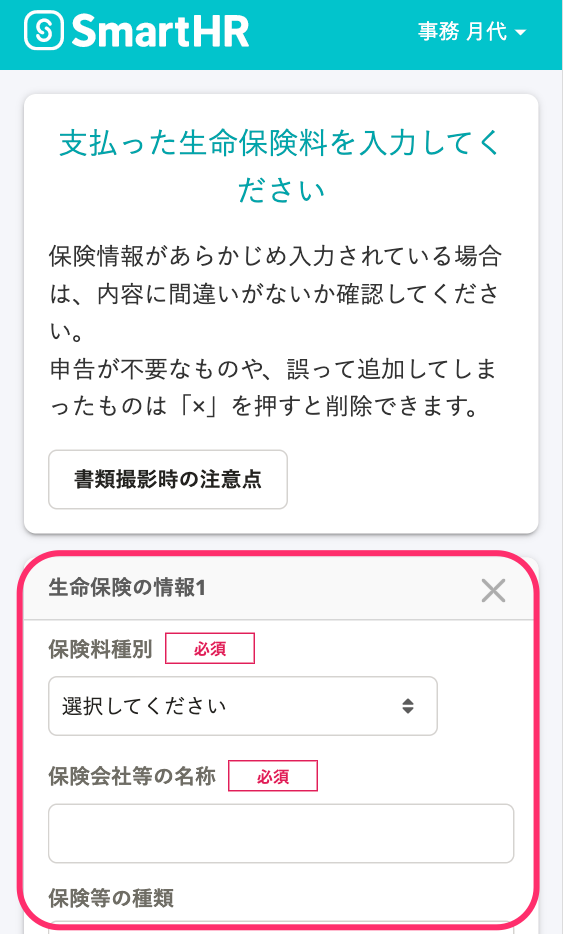 SmartHR
事務 月代
支払った生命保険料を入力してく
ださい
保険情報があらかじめ入力されている場合
は、内容に間違いがないか確認してくださ
い。
申告が不要なものや、誤って追加してしま
ったものは「×」を押すと削除できます。
書類撮影時の注意点
生命保険の情報1
保険料種別 必須
選択してください
保険会社等の名称 必須
保険等の種類